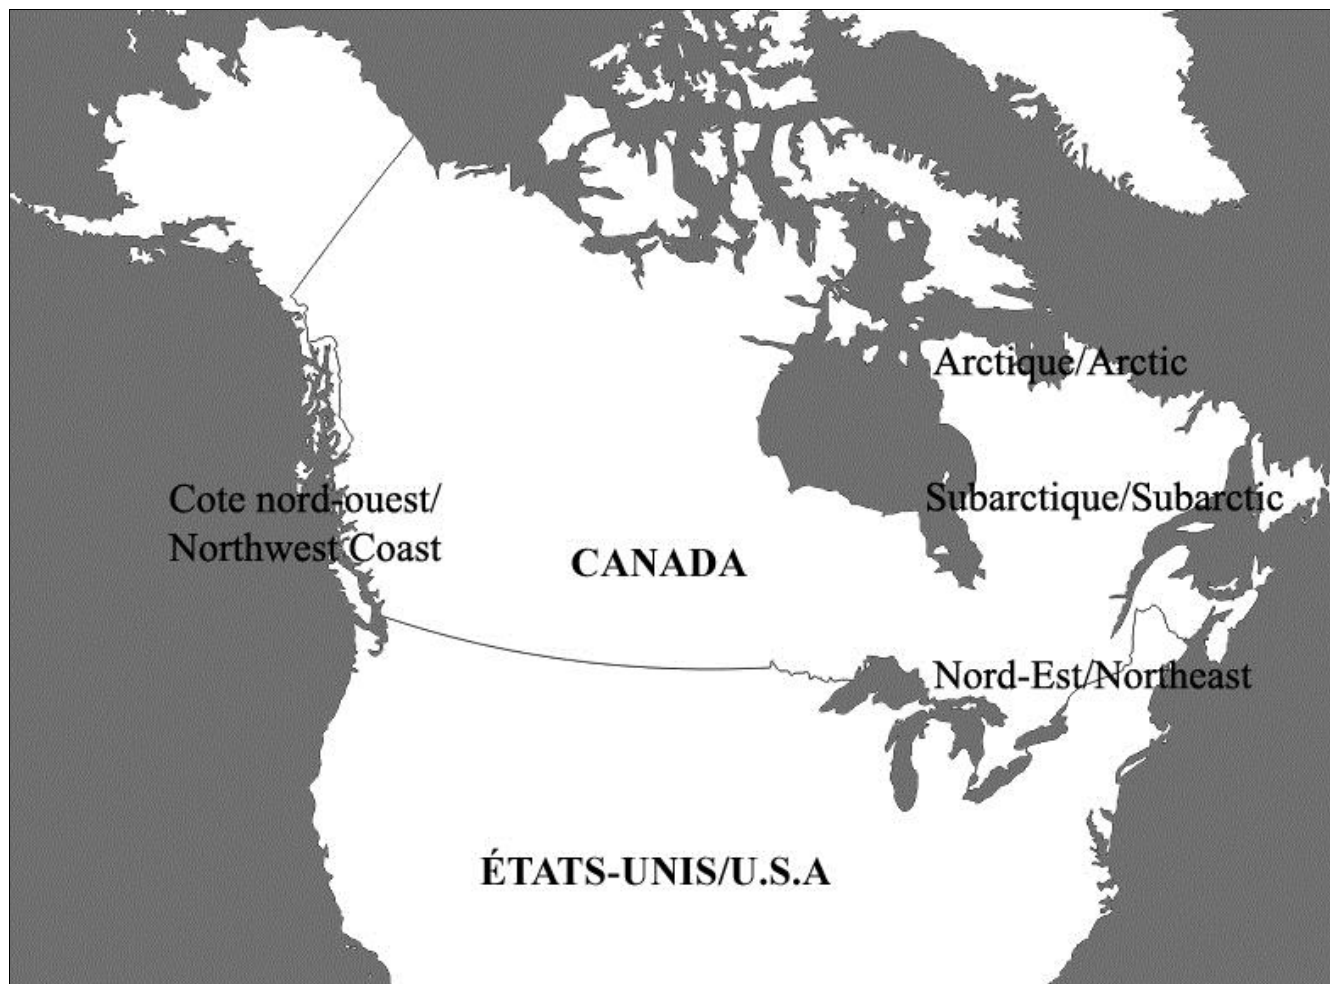 Arctique/Arctic
Cote nord-ouest/
Northwest Coast
Subarctique/Subarctic
CANADA
Nord-Est/Northeast
ÉTATS-UNIS/U.S.A